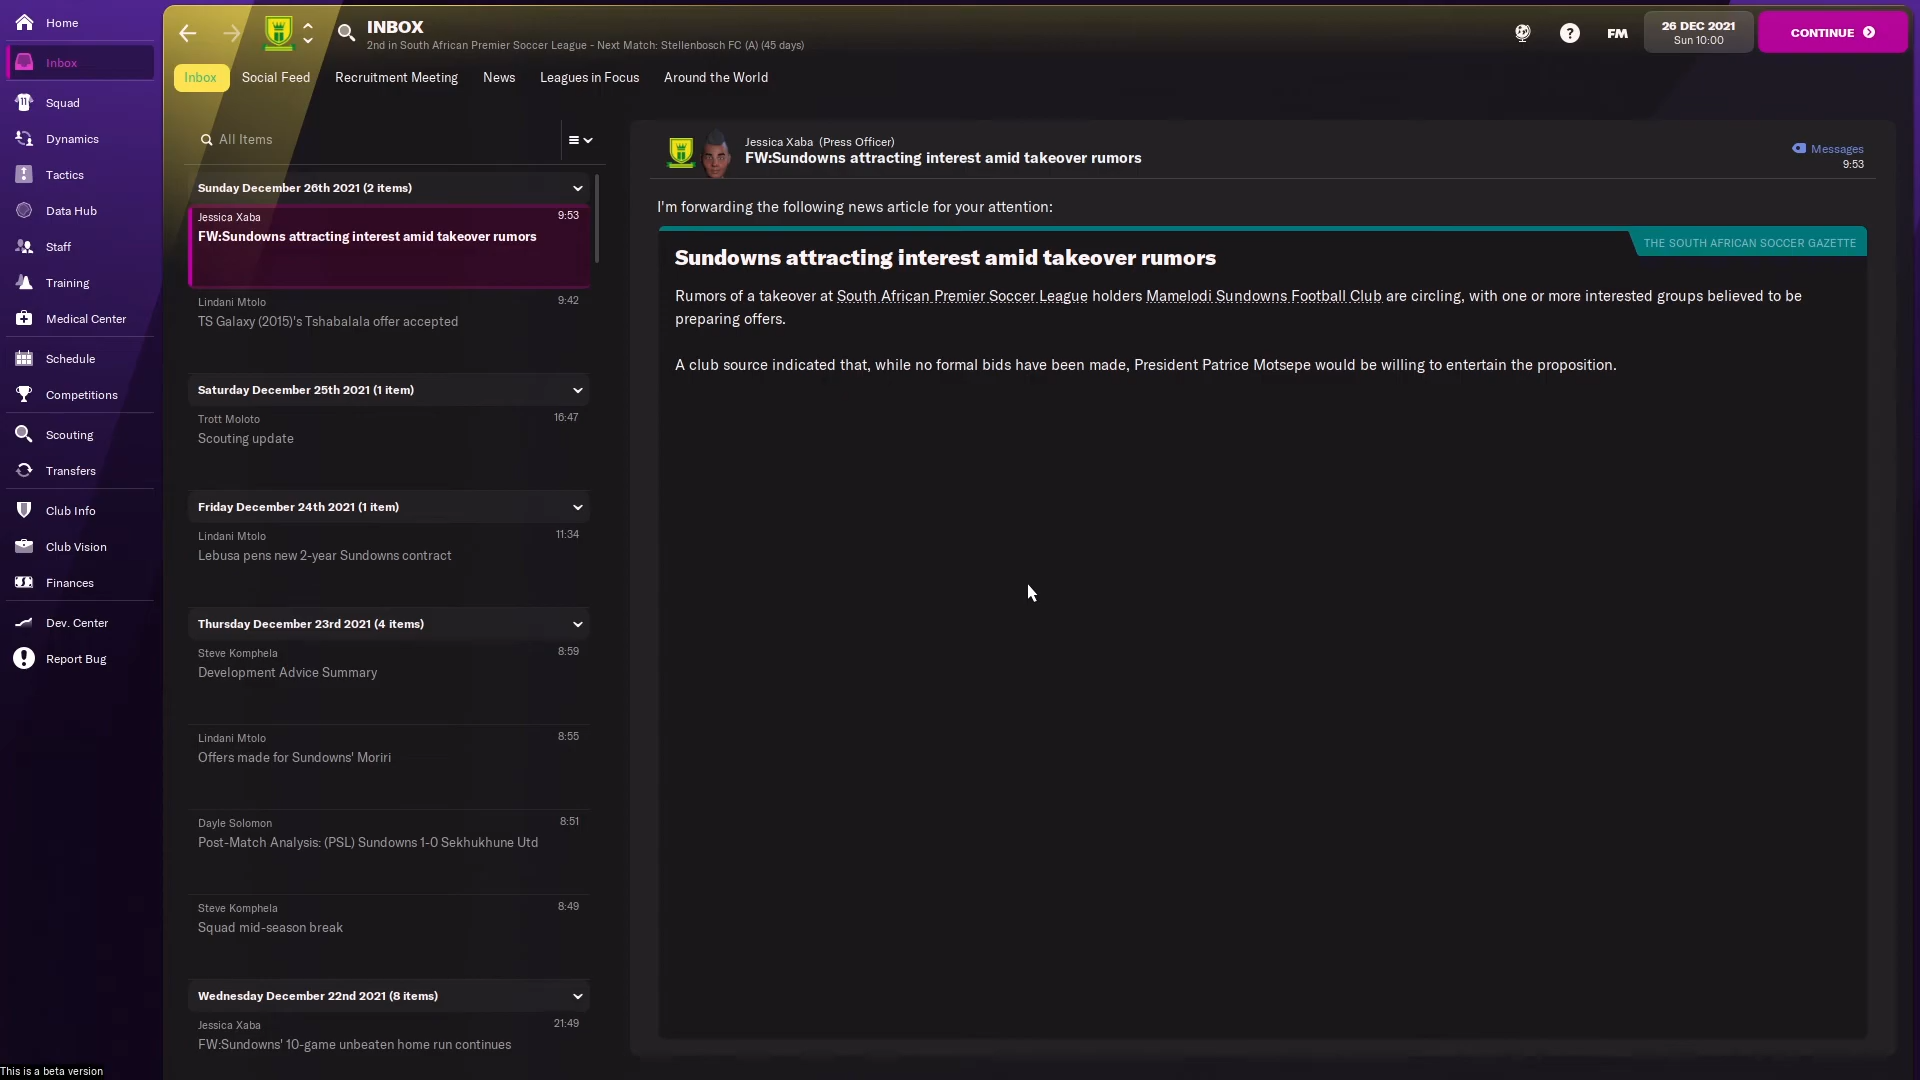 Home
Inbox
Squad
Dynamics
Tactics
Data Hub
Staff
Training
Medical Center
Schedule
Competitions
Scouting
Transfers
Club Info
Club Vision
Finances
Dev. Center
Report Bug
This is a beta version
INBOX
2nd in South African Premier Soccer League - Next Match: Stellenbosch FC (A) (45 days)
FM
26 DEC 2021
Sun 10:00
CONTINUE
Inbox Social Feed Recruitment Meeting News Leagues in Focus Around the World
All Items
Sunday December 26th 2021 (2 items)
Jessica Xaba 9:53
FW:Sundowns attracting interest amid takeover rumors
Lindani Mtolo 9:42
TS Galaxy (2015)'s Tshabalala offer accepted
Saturday December 25th 2021 (1 item)
Trott Moloto 16:47
Scouting update
Friday December 24th 2021 (1 item)
Lindani Mtolo 11:34
Lebusa pens new 2-year Sundowns contract
Thursday December 23rd 2021 (4 items)
Steve Komphela 8:59
Development Advice Summary
Lindani Mtolo 8:55
Offers made for Sundowns' Moriri
Dayle Solomon 8:51
Post-Match Analysis: (PSL) Sundowns 1-0 Sekhukhune Utd
Steve Komphela 8:49
Squad mid-season break
Wednesday December 22nd 2021 (8 items)
Jessica Xaba 21:49
FW:Sundowns' 10-game unbeaten home run continues
Jessica Xaba (Press Officer)
FW:Sundowns attracting interest amid takeover rumors
Messages
9:53
I'm forwarding the following news article for your attention:
THE SOUTH AFRICAN SOCCER GAZETTE
Sundowns attracting interest amid takeover rumors
Rumors of a takeover at South African Premier Soccer League holders Mamelodi Sundowns Football Club are circling, with one or more interested groups believed to be
preparing offers.
A club source indicated that, while no formal bids have been made, President Patrice Motsepe would be willing to entertain the proposition.